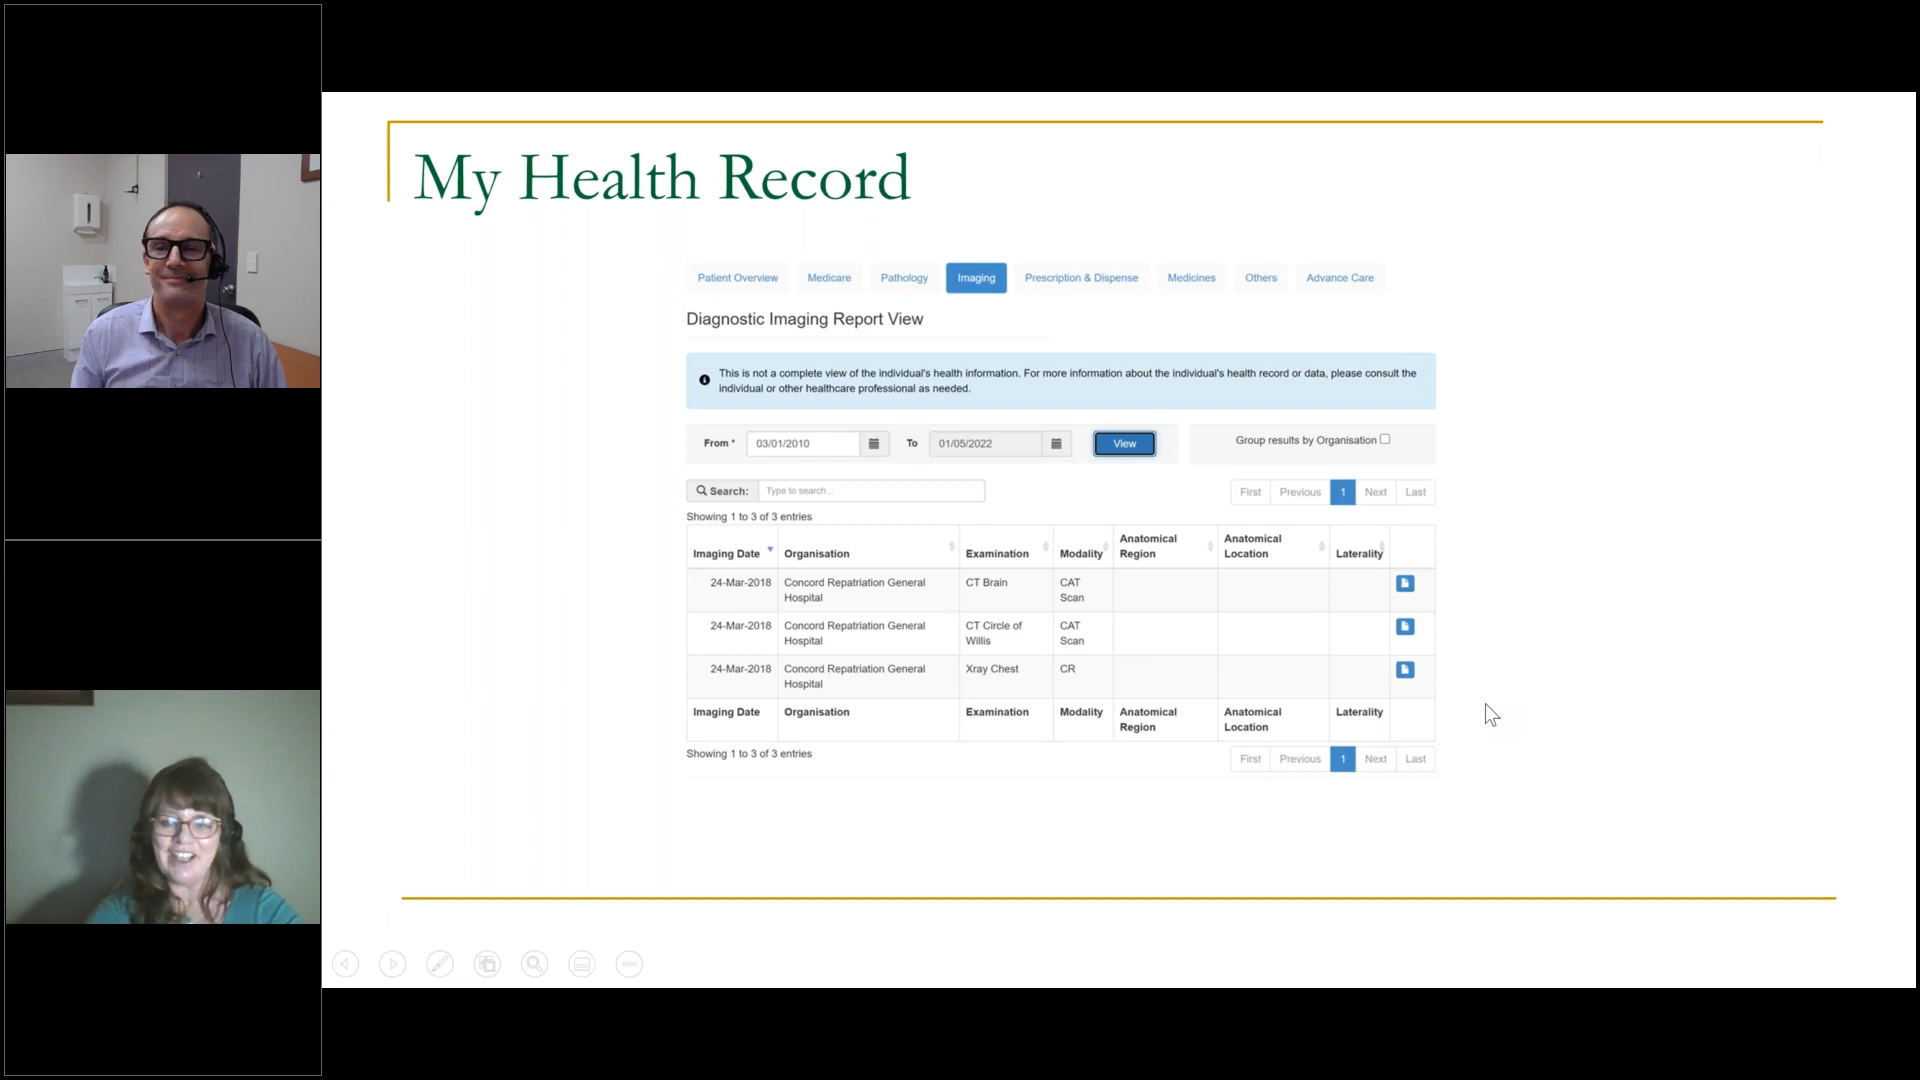 My Health Record
Patient Overview Medicare Pathology Imaging Prescription & Dispense Medicines Others Advance Care
Diagnostic Imaging Report View
This is not a complete view of the individual's health information. For more information about the individual's health record or data, please consult the
individual or other healthcare professional as needed.
From * 03/01/2010 To 01/05/2022 View Group results by Organisation
Search: Type to search...
First Previous 1 Next Last
Showing 1 to 3 of 3 entries
Imaging Date Organisation Examination Modality Anatomical Region Anatomical Location Laterality
24-Mar-2018 Concord Repatriation General Hospital CT Brain CAT Scan
24-Mar-2018 Concord Repatriation General Hospital CT Circle of Willis CAT Scan
24-Mar-2018 Concord Repatriation General Hospital Xray Chest CR
Imaging Date Organisation Examination Modality Anatomical Region Anatomical Location Laterality
Showing 1 to 3 of 3 entries
First Previous 1 Next Last